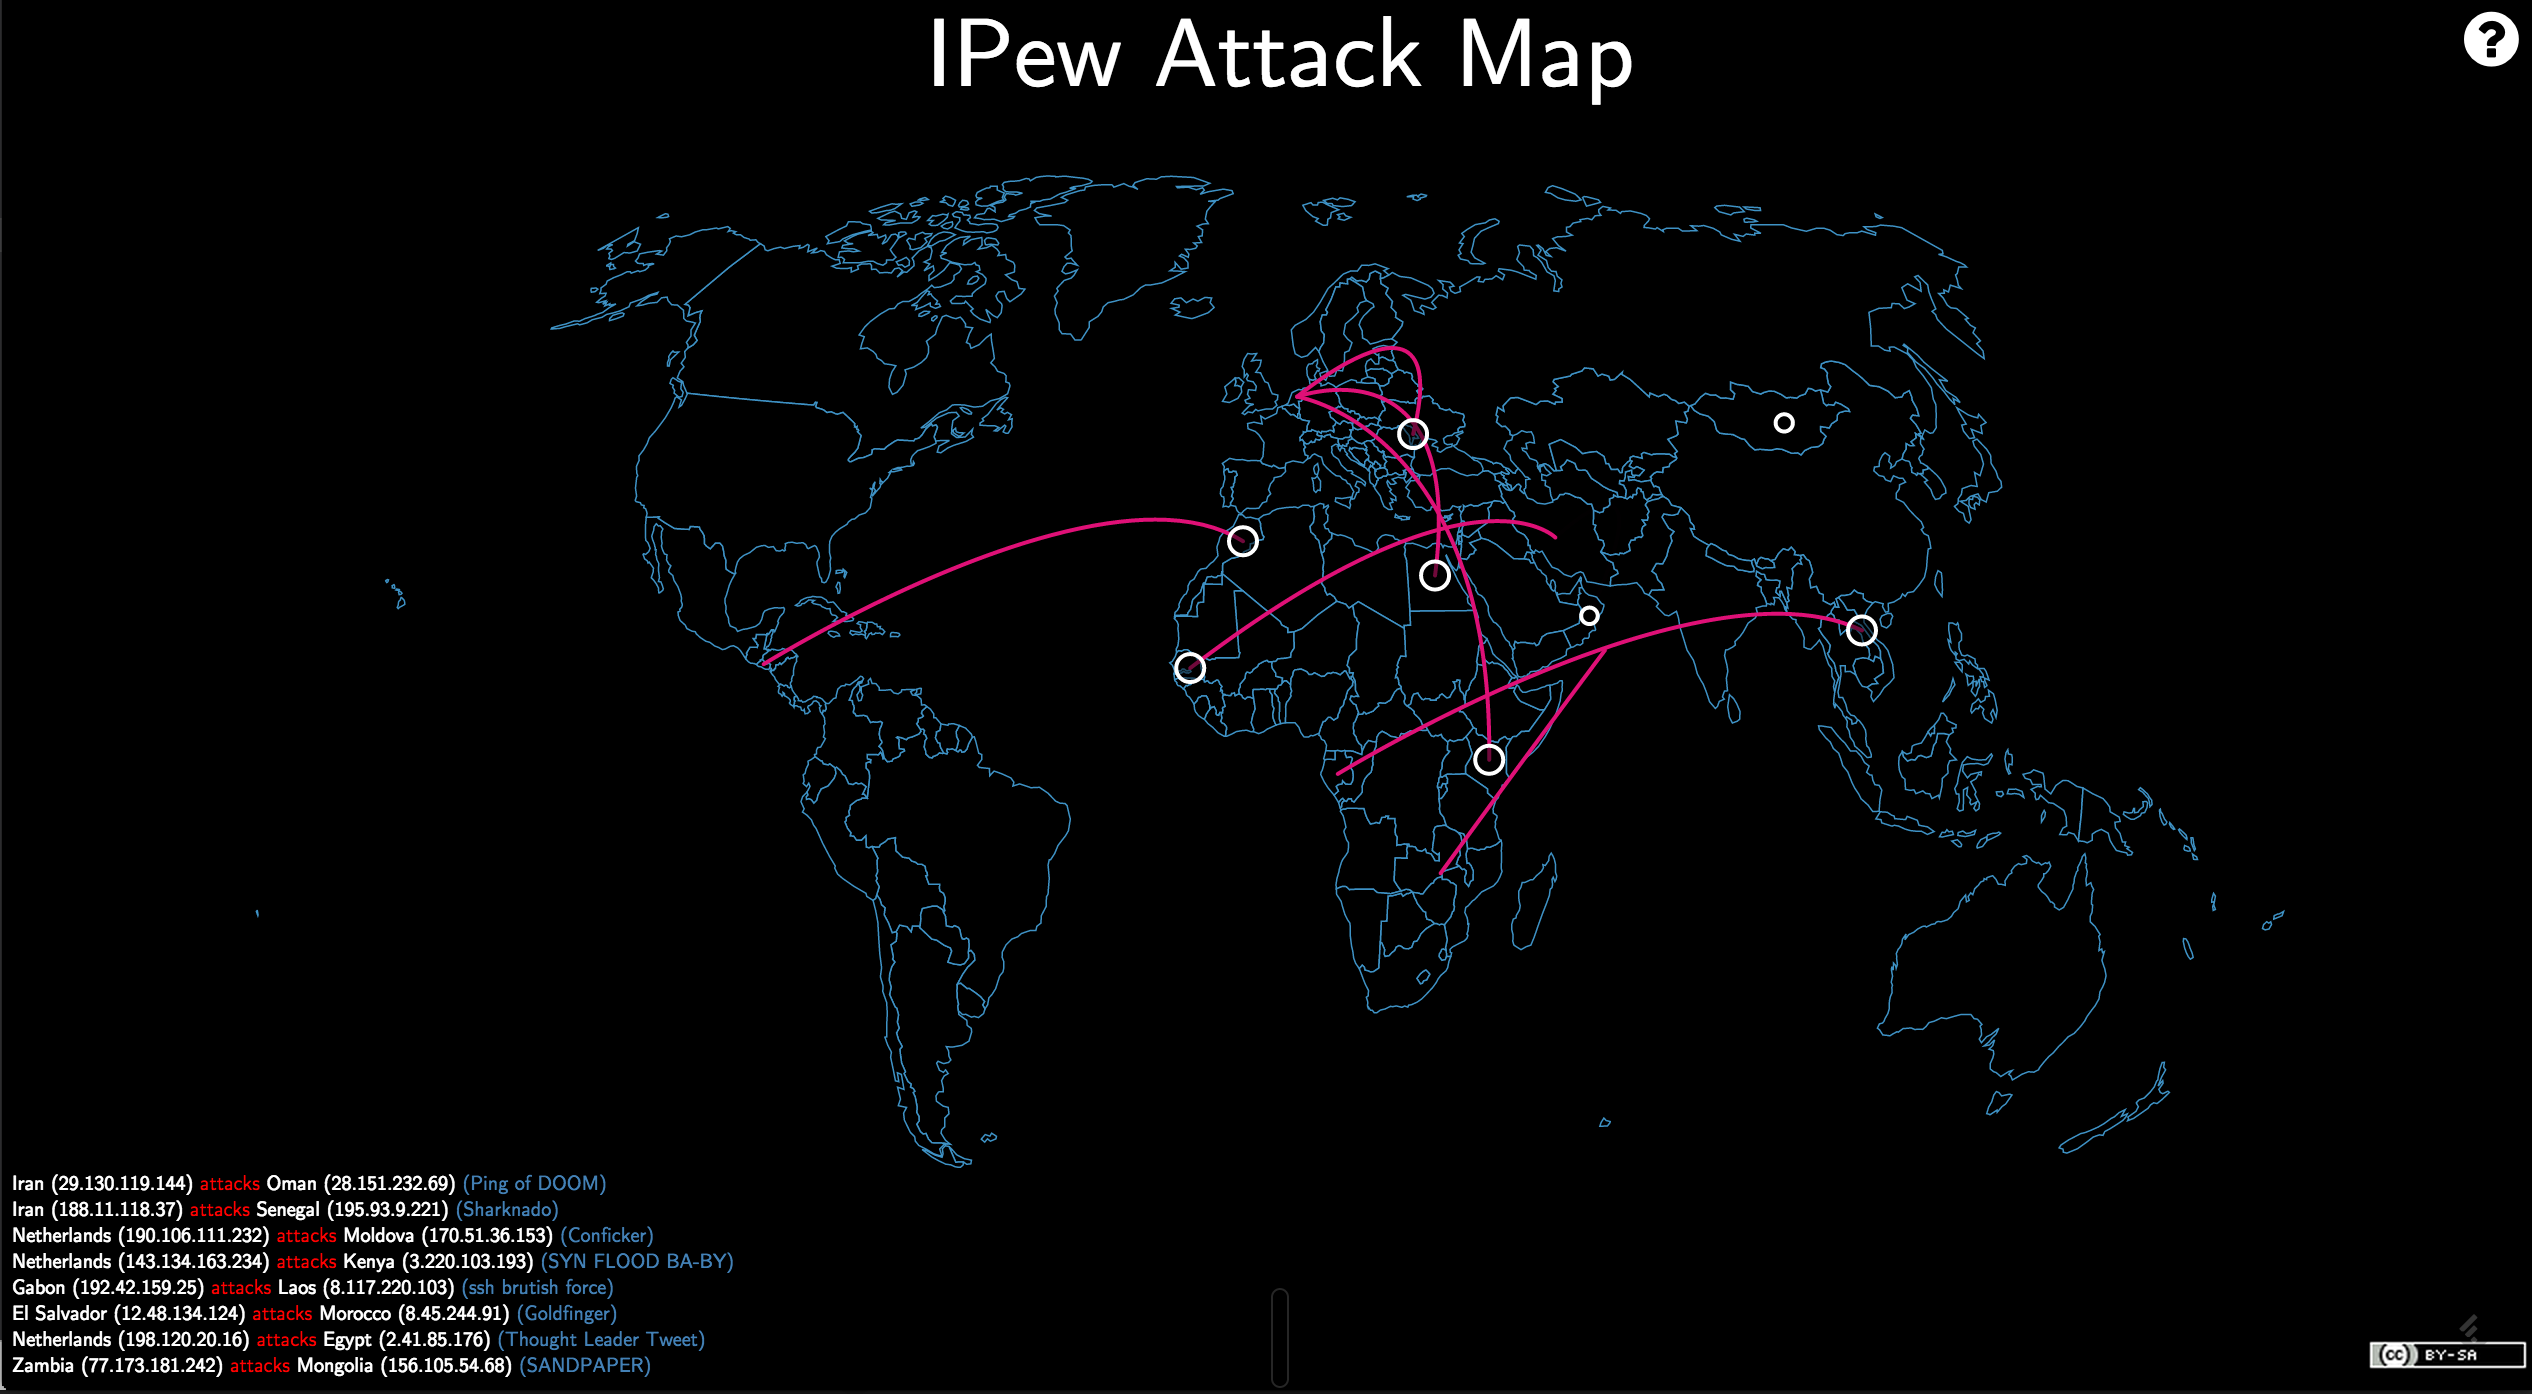 IPew Attack Map
?
Iran (29.130.119.144) attacks Oman (28.151.232.69) (Ping of DOOM)
Iran (188.11.118.37) attacks Senegal (195.93.9.221) (Sharknado)
Netherlands (190.106.111.232) attacks Moldova (170.51.36.153) (Conficker)
Netherlands (143.134.163.234) attacks Kenya (3.220.103.193) (SYN FLOOD BA-BY)
Gabon (192.42.159.25) attacks Laos (8.117.220.103) (ssh brutish force)
El Salvador (12.48.134.124) attacks Morocco (8.45.244.91) (Goldfinger)
Netherlands (198.120.20.16) attacks Egypt (2.41.85.176) (Thought Leader Tweet)
Zambia (77.173.181.242) attacks Mongolia (156.105.54.68) (SANDPAPER)
(cc) BY-SA